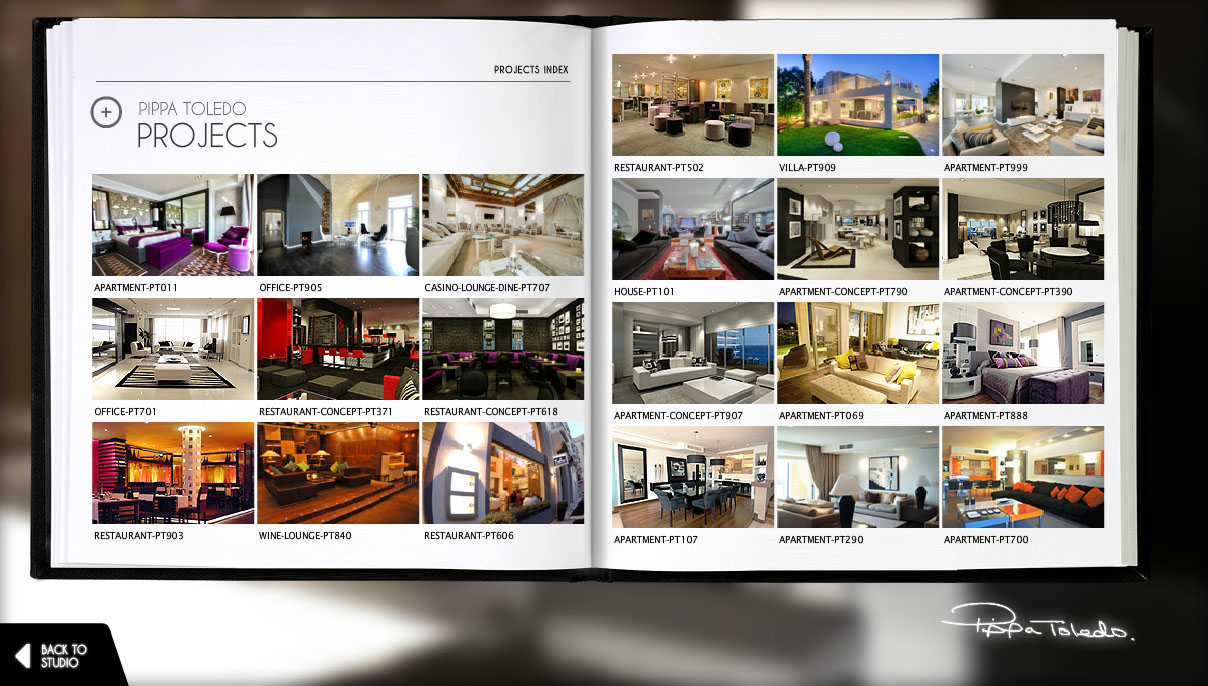 PROJECTS INDEX
PIPPA TOLEDO
PROJECTS
APARTMENT-PT011
OFFICE-PT905
CASINO-LOUNGE-DINE-PT707
OFFICE-PT701
RESTAURANT-CONCEPT-PT371
RESTAURANT-CONCEPT-PT618
RESTAURANT-PT903
WINE-LOUNGE-PT840
RESTAURANT-PT606
RESTAURANT-PT502
VILLA-PT909
APARTMENT-PT999
HOUSE-PT101
APARTMENT-CONCEPT-PT790
APARTMENT-CONCEPT-PT390
APARTMENT-CONCEPT-PT907
APARTMENT-PT069
APARTMENT-PT888
APARTMENT-PT107
APARTMENT-PT290
APARTMENT-PT700
Pippa Toledo.
BACK TO
STUDIO